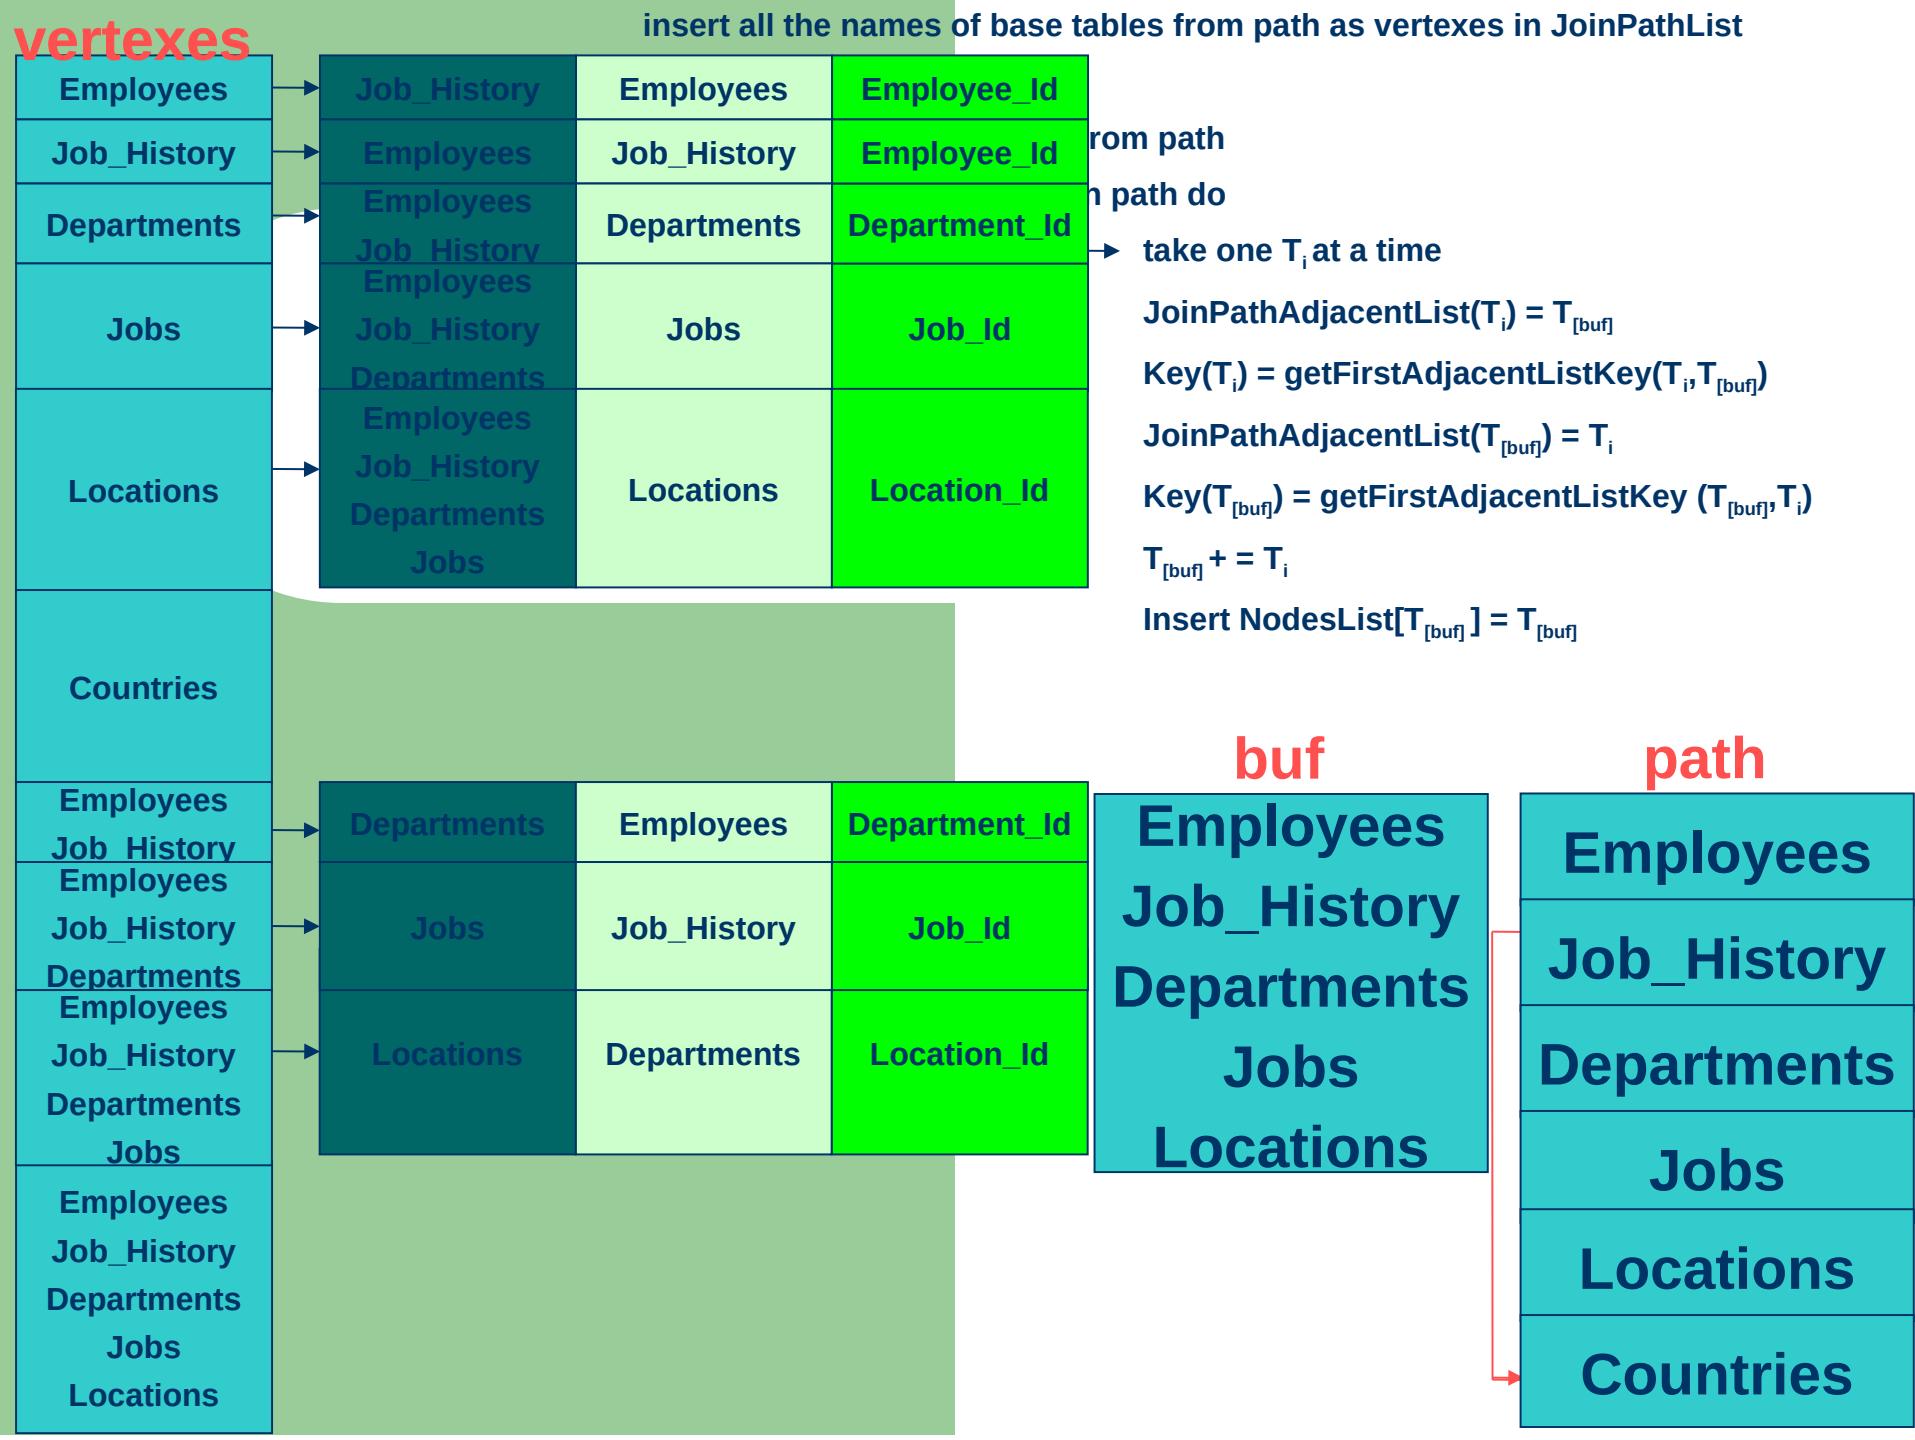 vertexes
insert all the names of base tables from path as vertexes in JoinPathList
Employees
Job_History
Employees
Employee_Id
Job_History
Employees
Job_History
Employee_Id
rom path
Departments
Employees
Job_History
Departments
Department_Id
path do
take one Ti at a time
Jobs
Employees
Job_History
Departments
Jobs
Job_Id
JoinPathAdjacentList(Ti) = T[buf]
Key(Ti) = getFirstAdjacentListKey(Ti,T[buf])
Locations
Employees
Job_History
Departments
Jobs
Locations
Location_Id
JoinPathAdjacentList(T[buf]) = Ti
Key(T[buf]) = getFirstAdjacentListKey (T[buf],Ti)
T[buf] + = Ti
Insert NodesList[T[buf] ] = T[buf]
Countries
Employees
Job_History
Departments
Employees
Department_Id
Employees
Job_History
Departments
Jobs
Job_History
Job_Id
Employees
Job_History
Departments
Jobs
Locations
Departments
Location_Id
Employees
Job_History
Departments
Jobs
Locations
buf
Employees
Job_History
Departments
Jobs
Locations
path
Employees
Job_History
Departments
Jobs
Locations
Countries